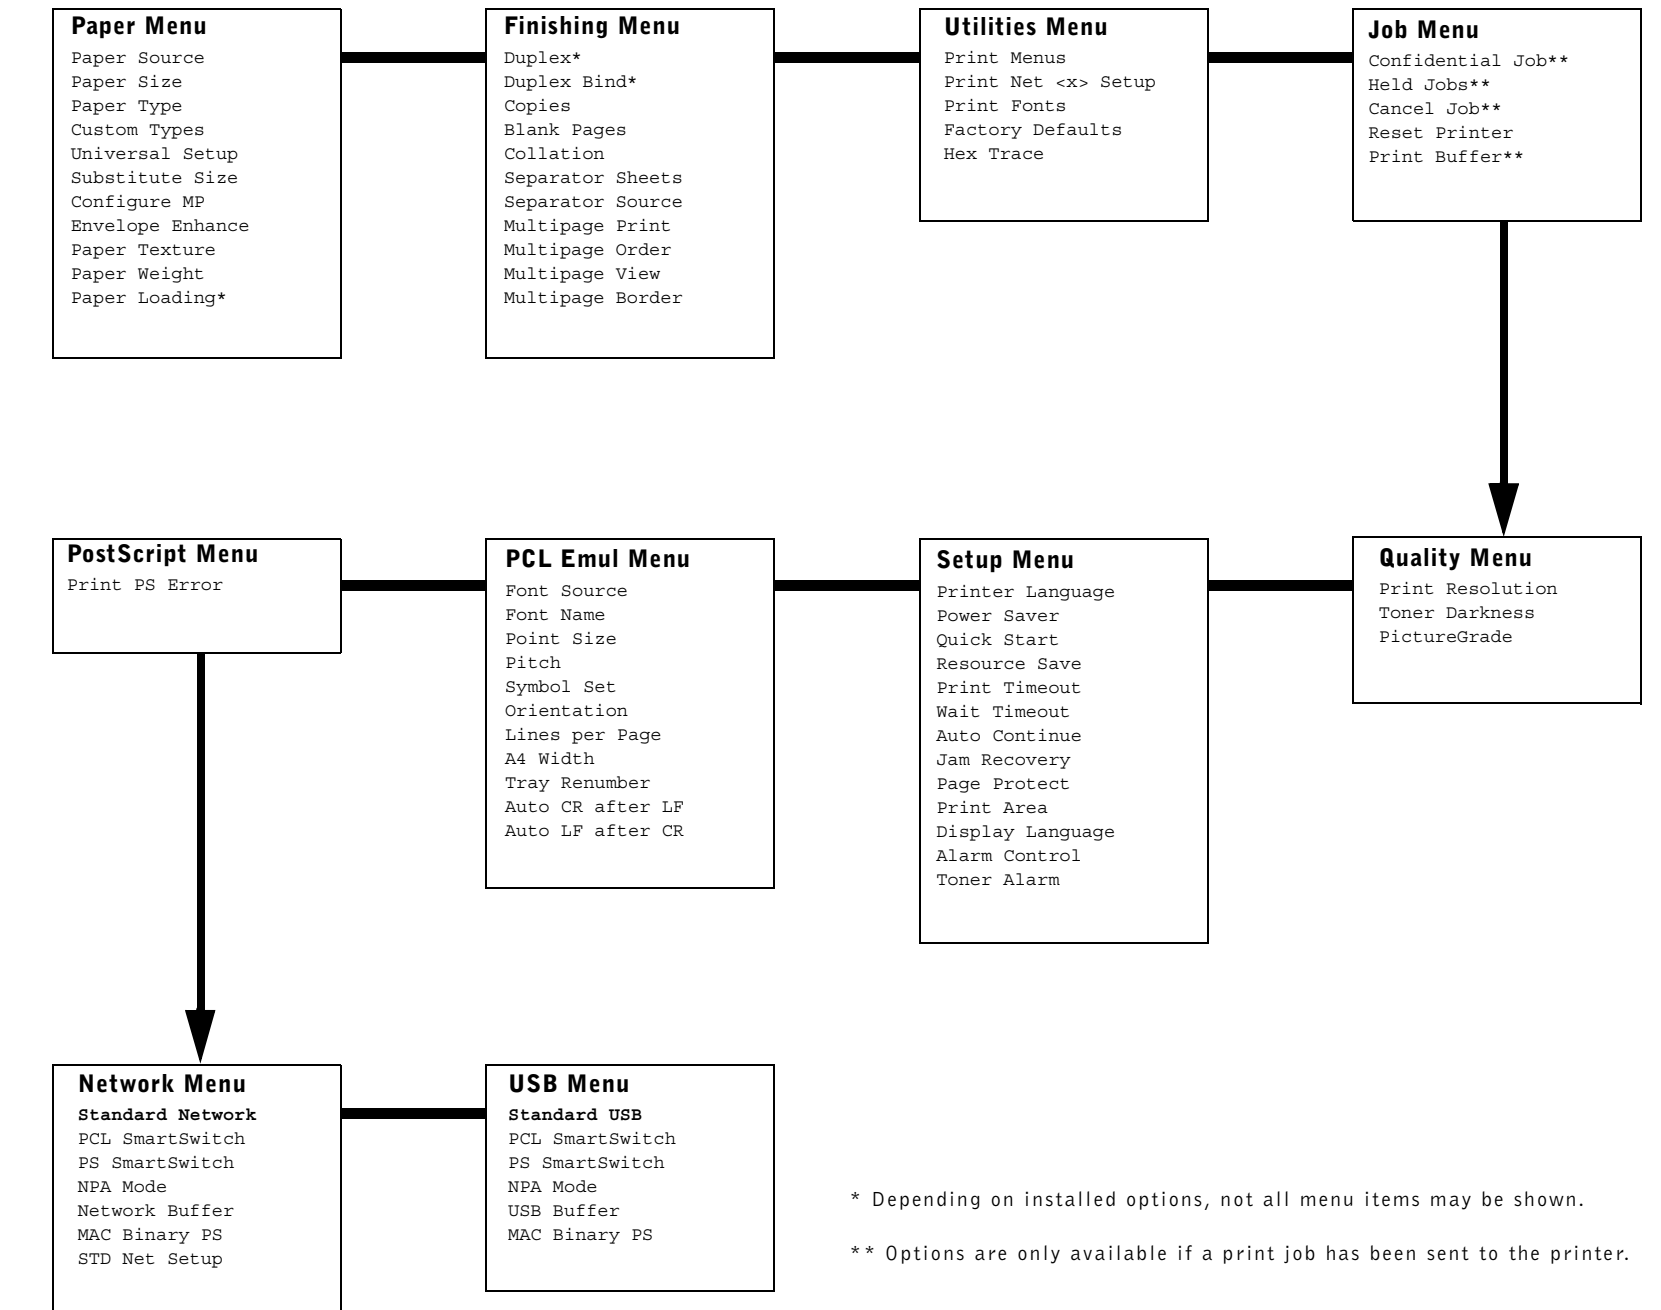 Paper Menu
Paper Source
Paper Size
Paper Type
Custom Types
Universal Setup
Substitute Size
Configure MP
Envelope Enhance
Paper Texture
Paper Weight
Paper Loading*
Finishing Menu
Duplex*
Duplex Bind*
Copies
Blank Pages
Collation
Separator Sheets
Separator Source
Multipage Print
Multipage Order
Multipage View
Multipage Border
Utilities Menu
Print Menus
Print Net <x> Setup
Print Fonts
Factory Defaults
Hex Trace
Job Menu
Confidential Job**
Held Jobs**
Cancel Job**
Reset Printer
Print Buffer**
PostScript Menu
Print PS Error
PCL Emul Menu
Font Source
Font Name
Point Size
Pitch
Symbol Set
Orientation
Lines per Page
A4 Width
Tray Renumber
Auto CR after LF
Auto LF after CR
Setup Menu
Printer Language
Power Saver
Quick Start
Resource Save
Print Timeout
Wait Timeout
Auto Continue
Jam Recovery
Page Protect
Print Area
Display Language
Alarm Control
Toner Alarm
Quality Menu
Print Resolution
Toner Darkness
PictureGrade
Network Menu
Standard Network
PCL SmartSwitch
PS SmartSwitch
NPA Mode
Network Buffer
MAC Binary PS
STD Net Setup
USB Menu
Standard USB
PCL SmartSwitch
PS SmartSwitch
NPA Mode
USB Buffer
MAC Binary PS
* Depending on installed options, not all menu items may be shown.
** Options are only available if a print job has been sent to the printer.